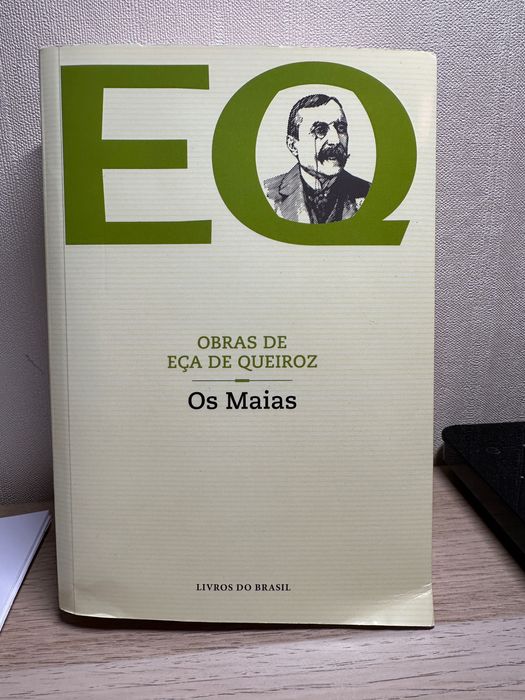 EQ
OBRAS DE
EÇA DE QUEIROZ
Os Maias
LIVROS DO BRASIL